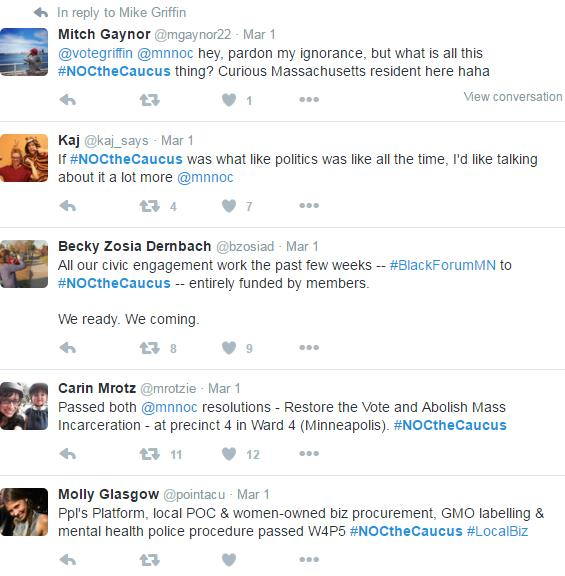 In reply to Mike Griffin
Mitch Gaynor @mgaynor22 · Mar 1
@votegriffin @mnnoc hey, pardon my ignorance, but what is all this
#NOCtheCaucus thing? Curious Massachusetts resident here haha
1
View conversation
Kaj @kaj_says · Mar 1
If #NOCtheCaucus was what like politics was like all the time, I'd like talking
about it a lot more @mnnoc
4 7
Becky Zosia Dernbach @bzosiad · Mar 1
All our civic engagement work the past few weeks -- #BlackForumMN to
#NOCtheCaucus -- entirely funded by members.
We ready. We coming.
8 9
Carin Mrotz @mrotzie · Mar 1
Passed both @mnnoc resolutions - Restore the Vote and Abolish Mass
Incarceration - at precinct 4 in Ward 4 (Minneapolis). #NOCtheCaucus
11 12
Molly Glasgow @pointacu · Mar 1
Ppl's Platform, local POC & women-owned biz procurement, GMO labelling &
mental health police procedure passed W4P5 #NOCtheCaucus #LocalBiz